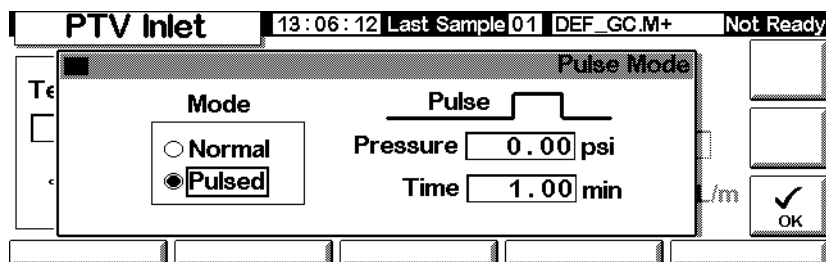 PTV Inlet 13:06:12 Last Sample 01 DEF_GC.M+ Not Ready
Pulse Mode
Te
Mode
Normal
Pulsed
Pulse
Pressure 0.00 psi
Time 1.00 min
L/m
OK